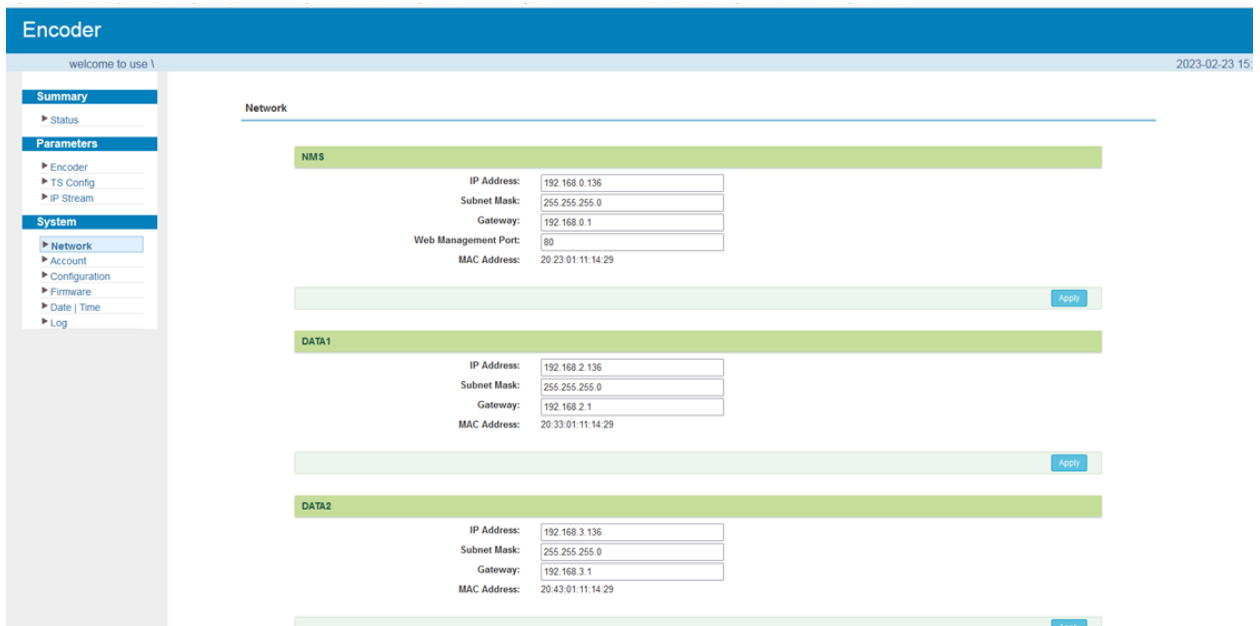 Encoder
welcome to use \
2023-02-23 15:
Summary
Status
Parameters
Encoder
TS Config
IP Stream
System
Network
Account
Configuration
Firmware
Date | Time
Log
Network
NMS
IP Address: 192.168.0.136
Subnet Mask: 255.255.255.0
Gateway: 192.168.0.1
Web Management Port: 80
MAC Address: 20:23:01:11:14:29
Apply
DATA1
IP Address: 192.168.2.136
Subnet Mask: 255.255.255.0
Gateway: 192.168.2.1
MAC Address: 20:33:01:11:14:29
Apply
DATA2
IP Address: 192.168.3.136
Subnet Mask: 255.255.255.0
Gateway: 192.168.3.1
MAC Address: 20:43:01:11:14:29